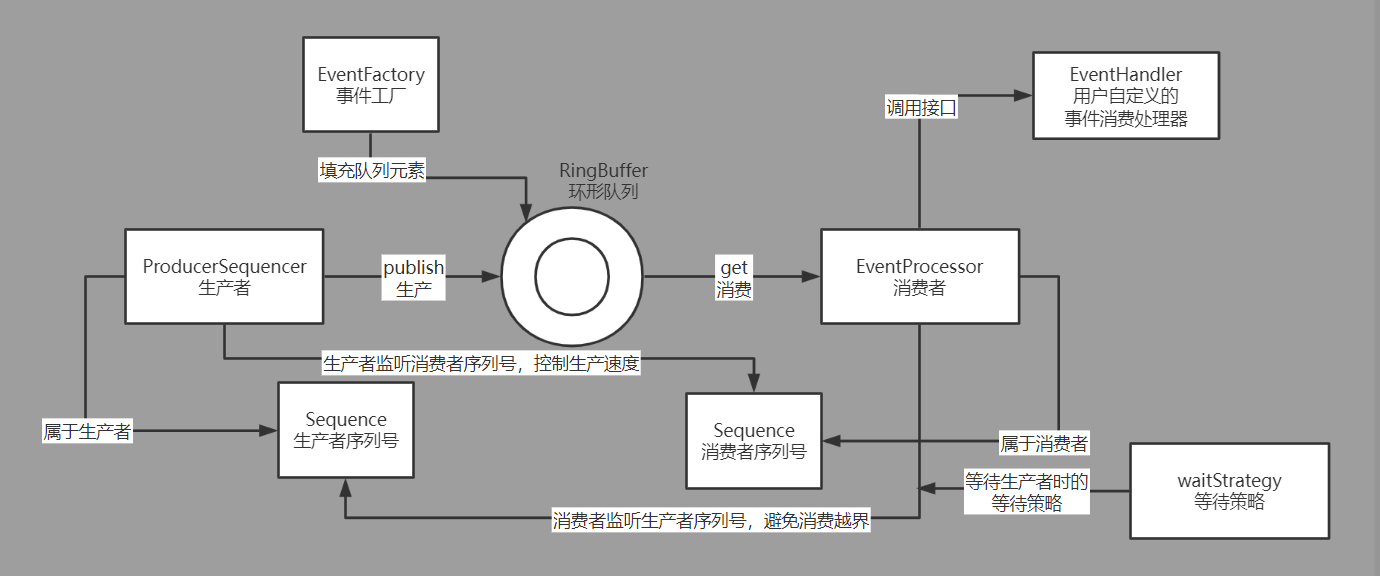 EventFactory
事件工厂
EventHandler
用户自定义的
事件消费处理器
调用接口
填充队列元素
RingBuffer
环形队列
ProducerSequencer
生产者
publish
生产
get
消费
EventProcessor
消费者
生产者监听消费者序列号，控制生产速度
Sequence
生产者序列号
属于生产者
Sequence
消费者序列号
属于消费者
等待生产者时的
等待策略
waitStrategy
等待策略
消费者监听生产者序列号，避免消费越界